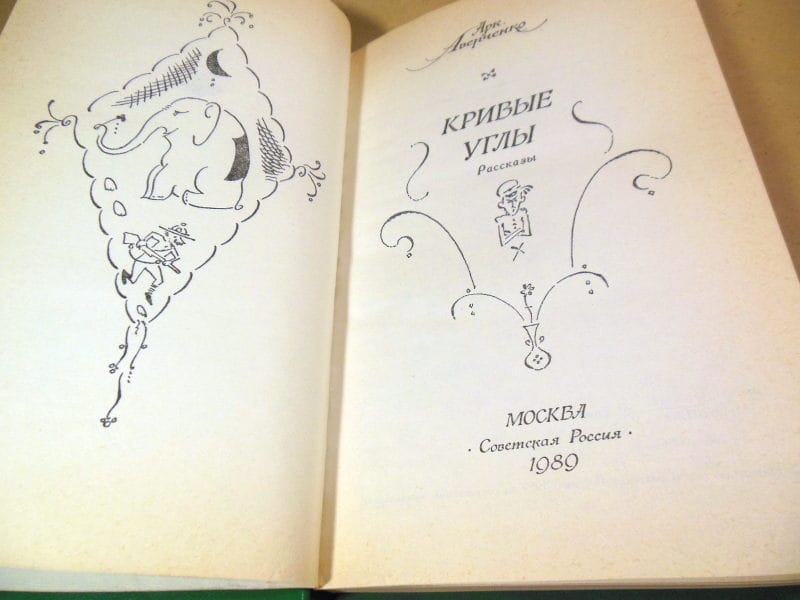 Арк.
Аверченко
КРИВЫЕ
УГЛЫ
Рассказы
МОСКВА
· Советская Россия ·
1989